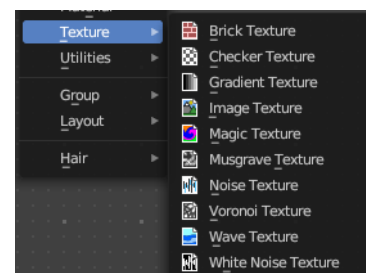 Texture
Utilities
Group
Layout
Hair
Brick Texture
Checker Texture
Gradient Texture
Image Texture
Magic Texture
Musgrave Texture
Noise Texture
Voronoi Texture
Wave Texture
White Noise Texture